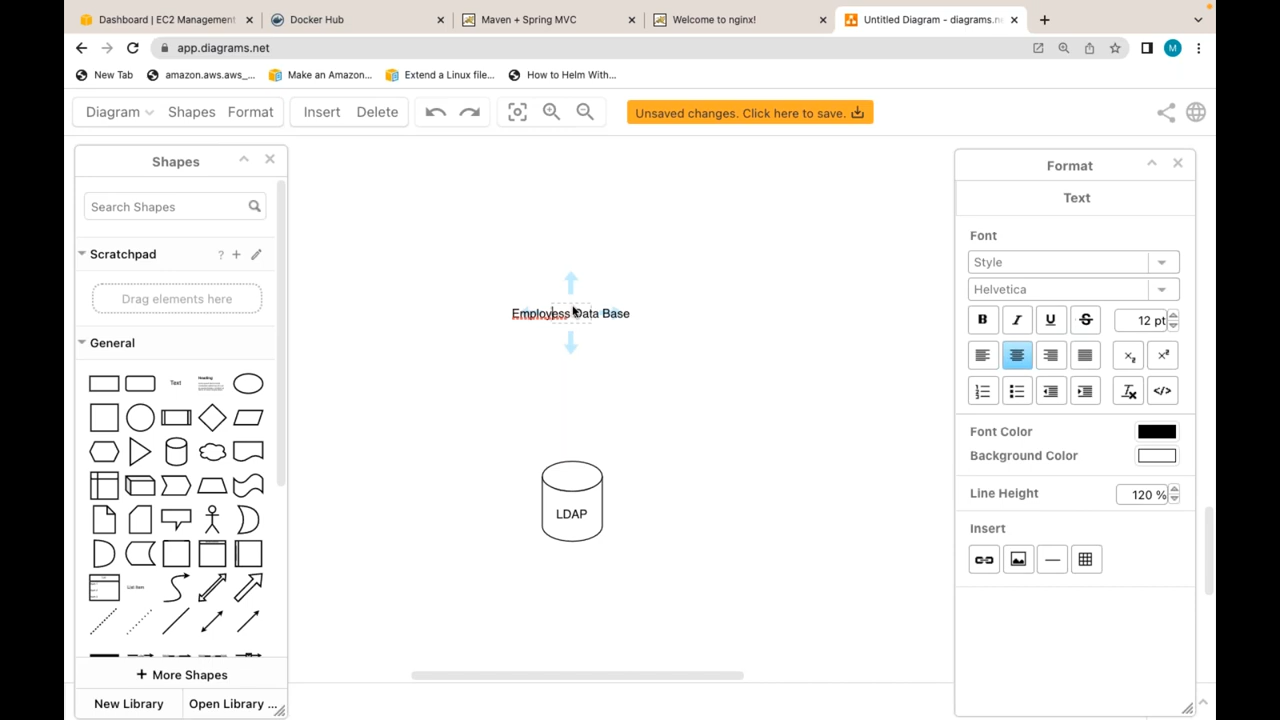 Dashboard | EC2 Management
Docker Hub
Maven + Spring MVC
Welcome to nginx!
Untitled Diagram - diagrams.ne
app.diagrams.net
M
New Tab
amazon.aws.aws_...
Make an Amazon...
Extend a Linux file...
How to Helm With...
Diagram
Shapes
Format
Insert
Delete
Unsaved changes. Click here to save.
Shapes
Search Shapes
Scratchpad
?
Drag elements here
General
Text
Heading
List Item
+ More Shapes
New Library
Open Library ...
Employess Data Base
LDAP
Format
Text
Font
Style
Helvetica
B I U S
12 pt
Font Color
Background Color
Line Height
120 %
Insert